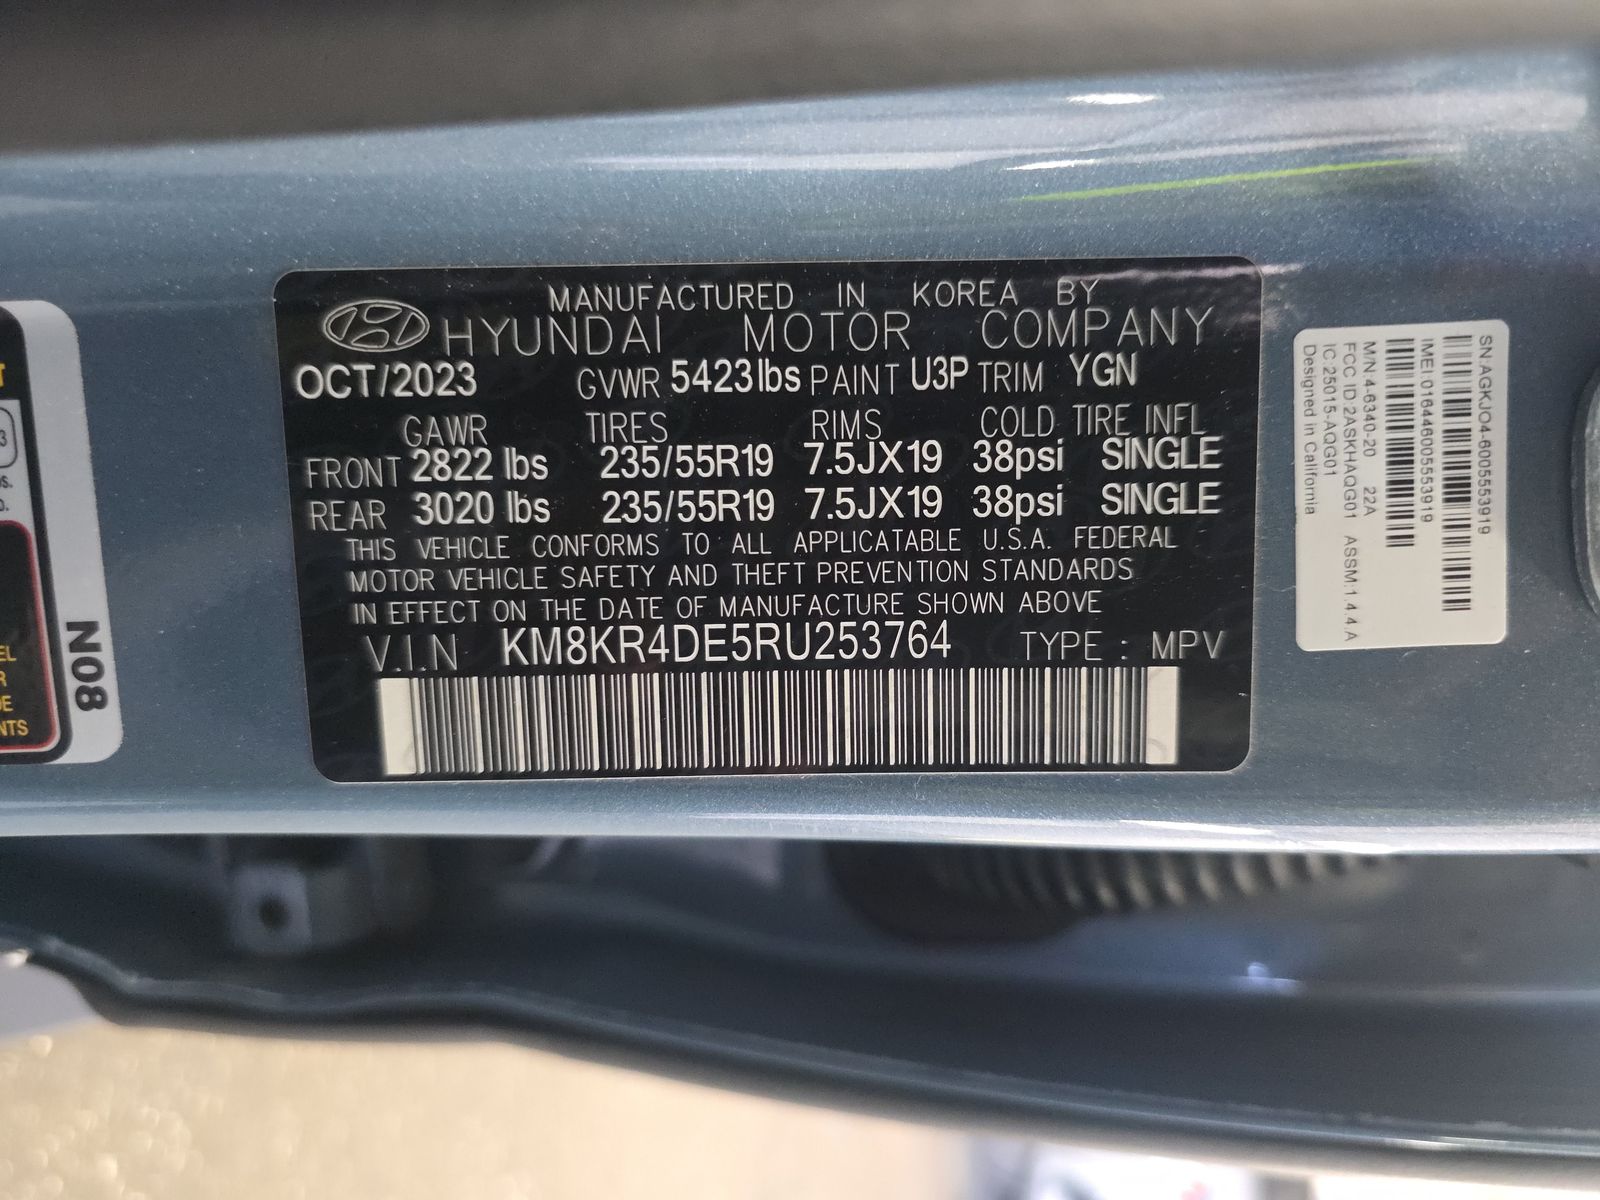 MANUFACTURED IN KOREA BY
HYUNDAI MOTOR COMPANY
OCT/2023 GVWR 5423lbs PAINT U3P TRIM YGN
GAWR TIRES RIMS COLD TIRE INFL
FRONT 2822 lbs 235/55R19 7.5JX19 38psi SINGLE
REAR 3020 lbs 235/55R19 7.5JX19 38psi SINGLE
THIS VEHICLE CONFORMS TO ALL APPLICATABLE U.S.A. FEDERAL
MOTOR VEHICLE SAFETY AND THEFT PREVENTION STANDARDS
IN EFFECT ON THE DATE OF MANUFACTURE SHOWN ABOVE
V.I.N KM8KR4DE5RU253764 TYPE : MPV
N08
SN:AGKJO4-6005553919
IMEI:016446005553919
M/N 4-6340-20 22A
FCC ID:2ASKHAQG01 ASSM:1.4.4.A
IC:25015-AQG01
Designed in California